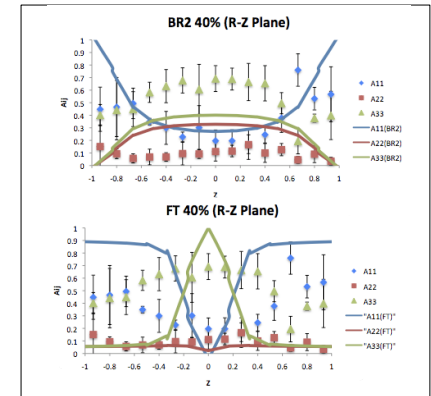 BR2 40% (R-Z Plane)
1
0.9
0.8
0.7
0.6
0.5
0.4
0.3
0.2
0.1
0
Aij
-1 -0.8 -0.6 -0.4 -0.2 0 0.2 0.4 0.6 0.8 1
z
A11
A22
A33
A11(BR2)
A22(BR2)
A33(BR2)
FT 40% (R-Z Plane)
1
0.9
0.8
0.7
0.6
0.5
0.4
0.3
0.2
0.1
0
Aij
-1 -0.8 -0.6 -0.4 -0.2 0 0.2 0.4 0.6 0.8 1
z
A11
A22
A33
"A11(FT)"
"A22(FT)"
"A33(FT)"